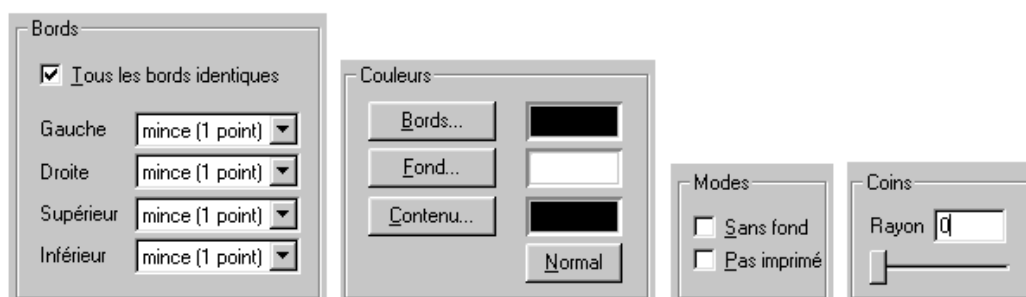 Bords
Tous les bords identiques
Gauche mince (1 point)
Droite mince (1 point)
Supérieur mince (1 point)
Inférieur mince (1 point)
Couleurs
Bords...
Fond...
Contenu...
Normal
Modes
Sans fond
Pas imprimé
Coins
Rayon 0